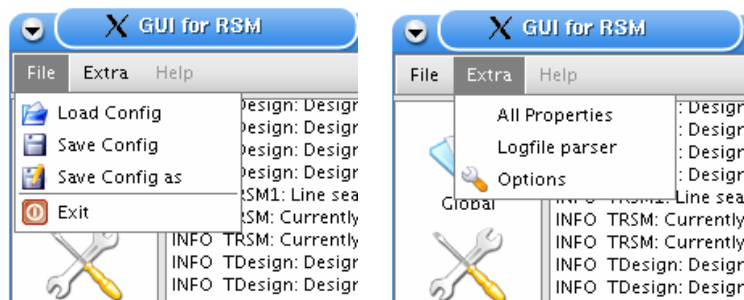 GUI for RSM
File Extra Help
Load Config
Save Config
Save Config as
Exit
Design: Design
Design: Design
Design: Design
Design: Design
RSM1: Line sea
RSM: Currently
INFO TRSM: Currently
INFO TDesign: Design
INFO TDesign: Design
GUI for RSM
File Extra Help
All Properties
Logfile parser
Options
Global
: Design
: Design
: Design
: Design
INFO TRSM1: Line sea
INFO TRSM: Currently
INFO TRSM: Currently
INFO TDesign: Design
INFO TDesign: Design